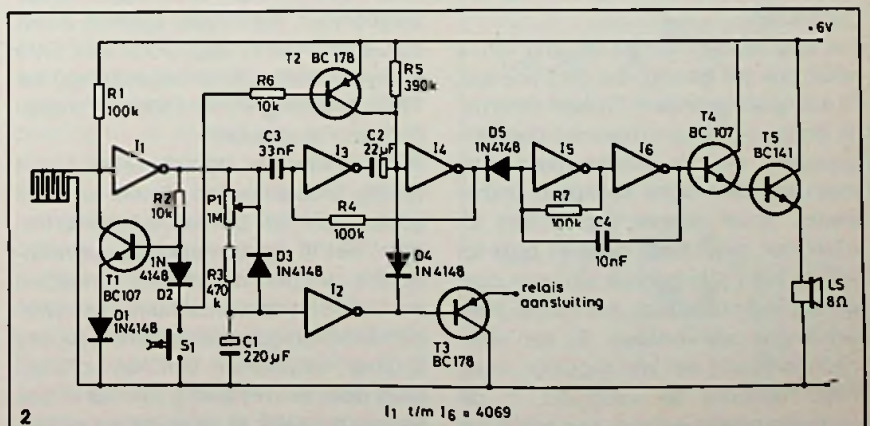 +6V
T2
BC 178
R1
100k
R6
10k
R5
390k
C3
33nF
C2
22µF
D5
1N4148
T4
BC 107
T5
BC141
I1
I3
I4
I5
I6
R2
10k
P1
1M
R4
100k
R7
100k
C4
10nF
1N
4148
D2
D3
1N4148
D4
1N4148
T1
BC107
R3
470
k
I2
relais
aansluiting
LS
8Ω
D1
1N4148
S1
C1
220µF
T3
BC178
2
I1 t/m I6 = 4069